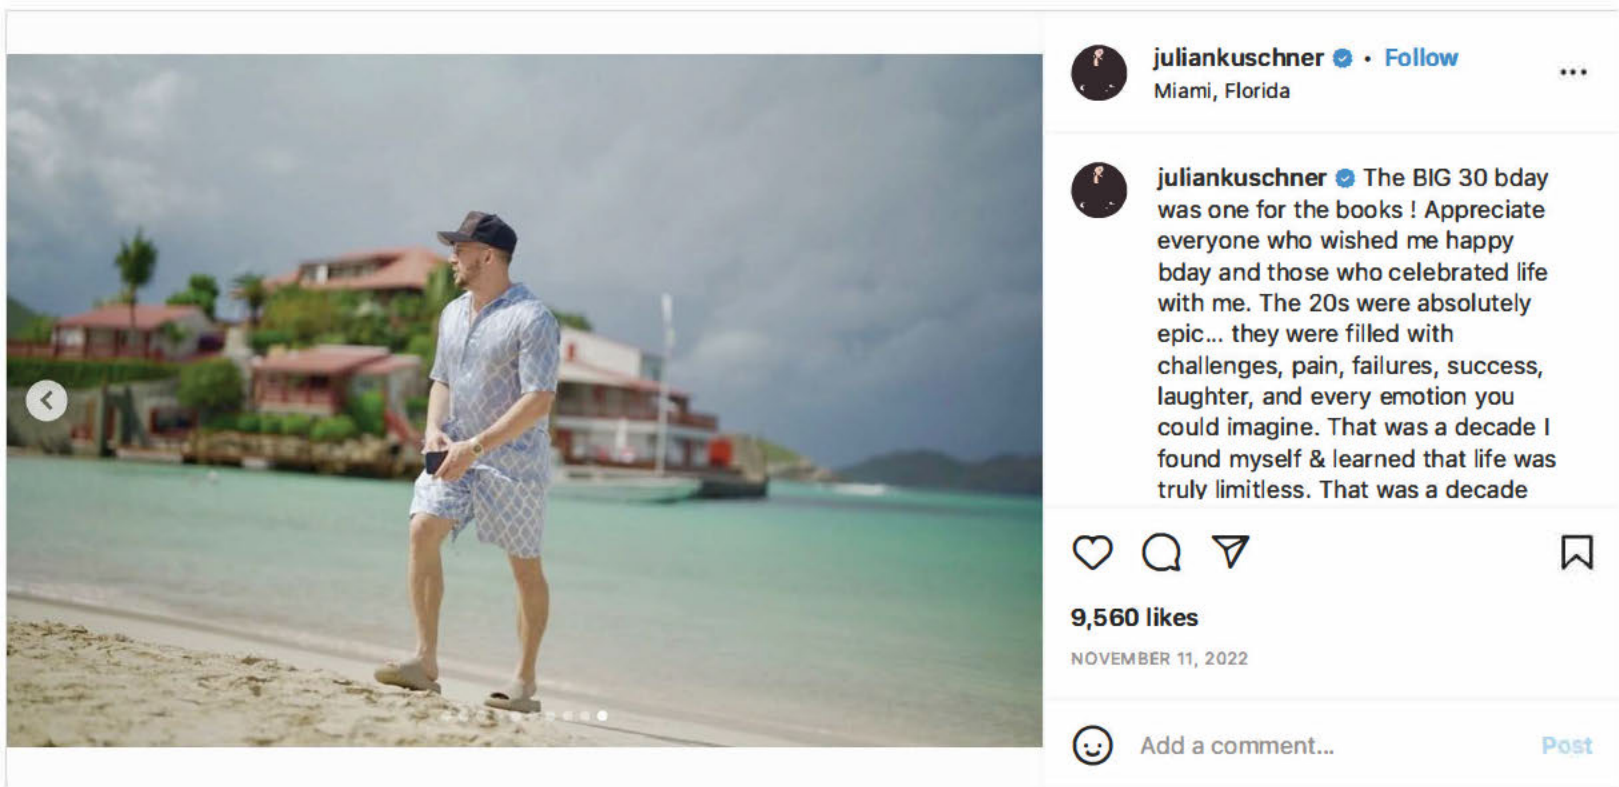 juliankuschner • Follow
Miami, Florida
juliankuschner The BIG 30 bday
was one for the books ! Appreciate
everyone who wished me happy
bday and those who celebrated life
with me. The 20s were absolutely
epic... they were filled with
challenges, pain, failures, success,
laughter, and every emotion you
could imagine. That was a decade I
found myself & learned that life was
truly limitless. That was a decade
9,560 likes
NOVEMBER 11, 2022
Add a comment...
Post